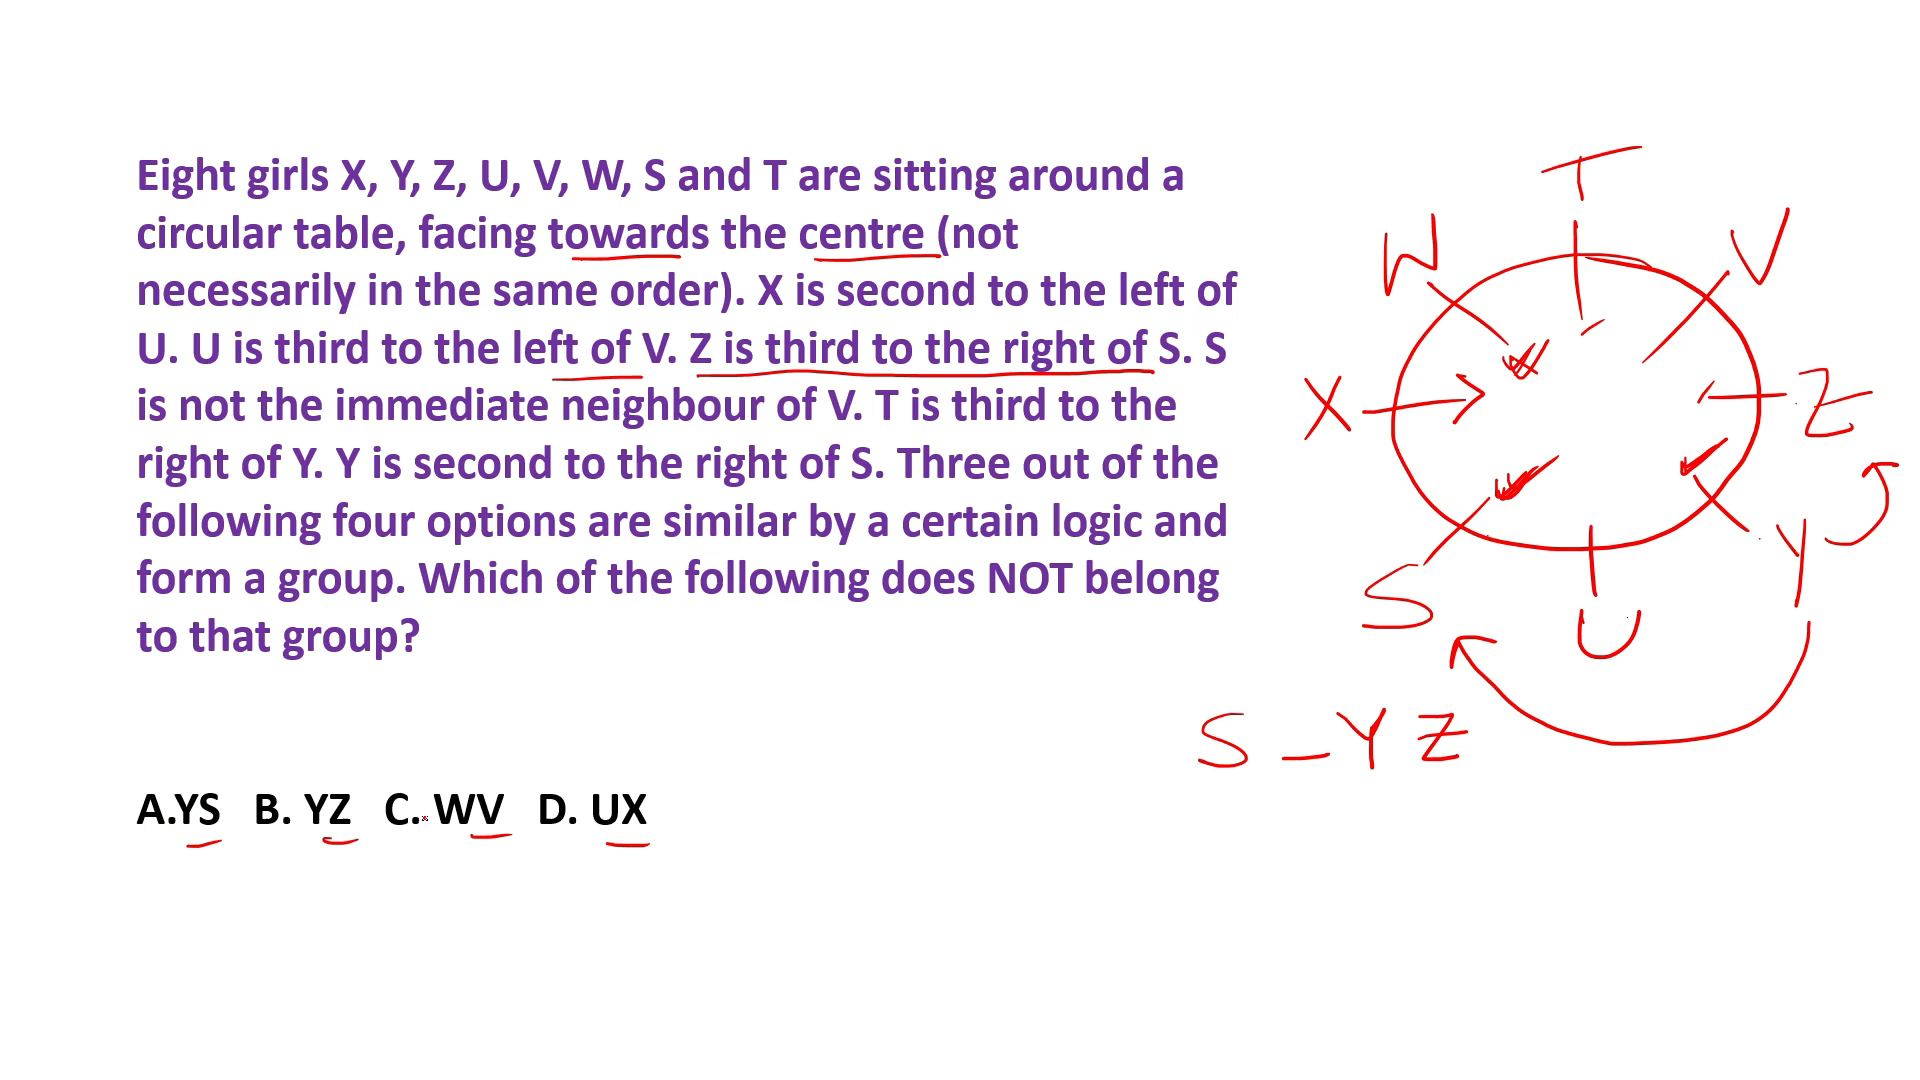 Eight girls X, Y, Z, U, V, W, S and T are sitting around a
circular table, facing towards the centre (not
necessarily in the same order). X is second to the left of
U. U is third to the left of V. Z is third to the right of S. S
is not the immediate neighbour of V. T is third to the
right of Y. Y is second to the right of S. Three out of the
following four options are similar by a certain logic and
form a group. Which of the following does NOT belong
to that group?
A.YS B. YZ C. WV D. UX
T
W
V
X
Z
Y
S
U
S _ Y Z